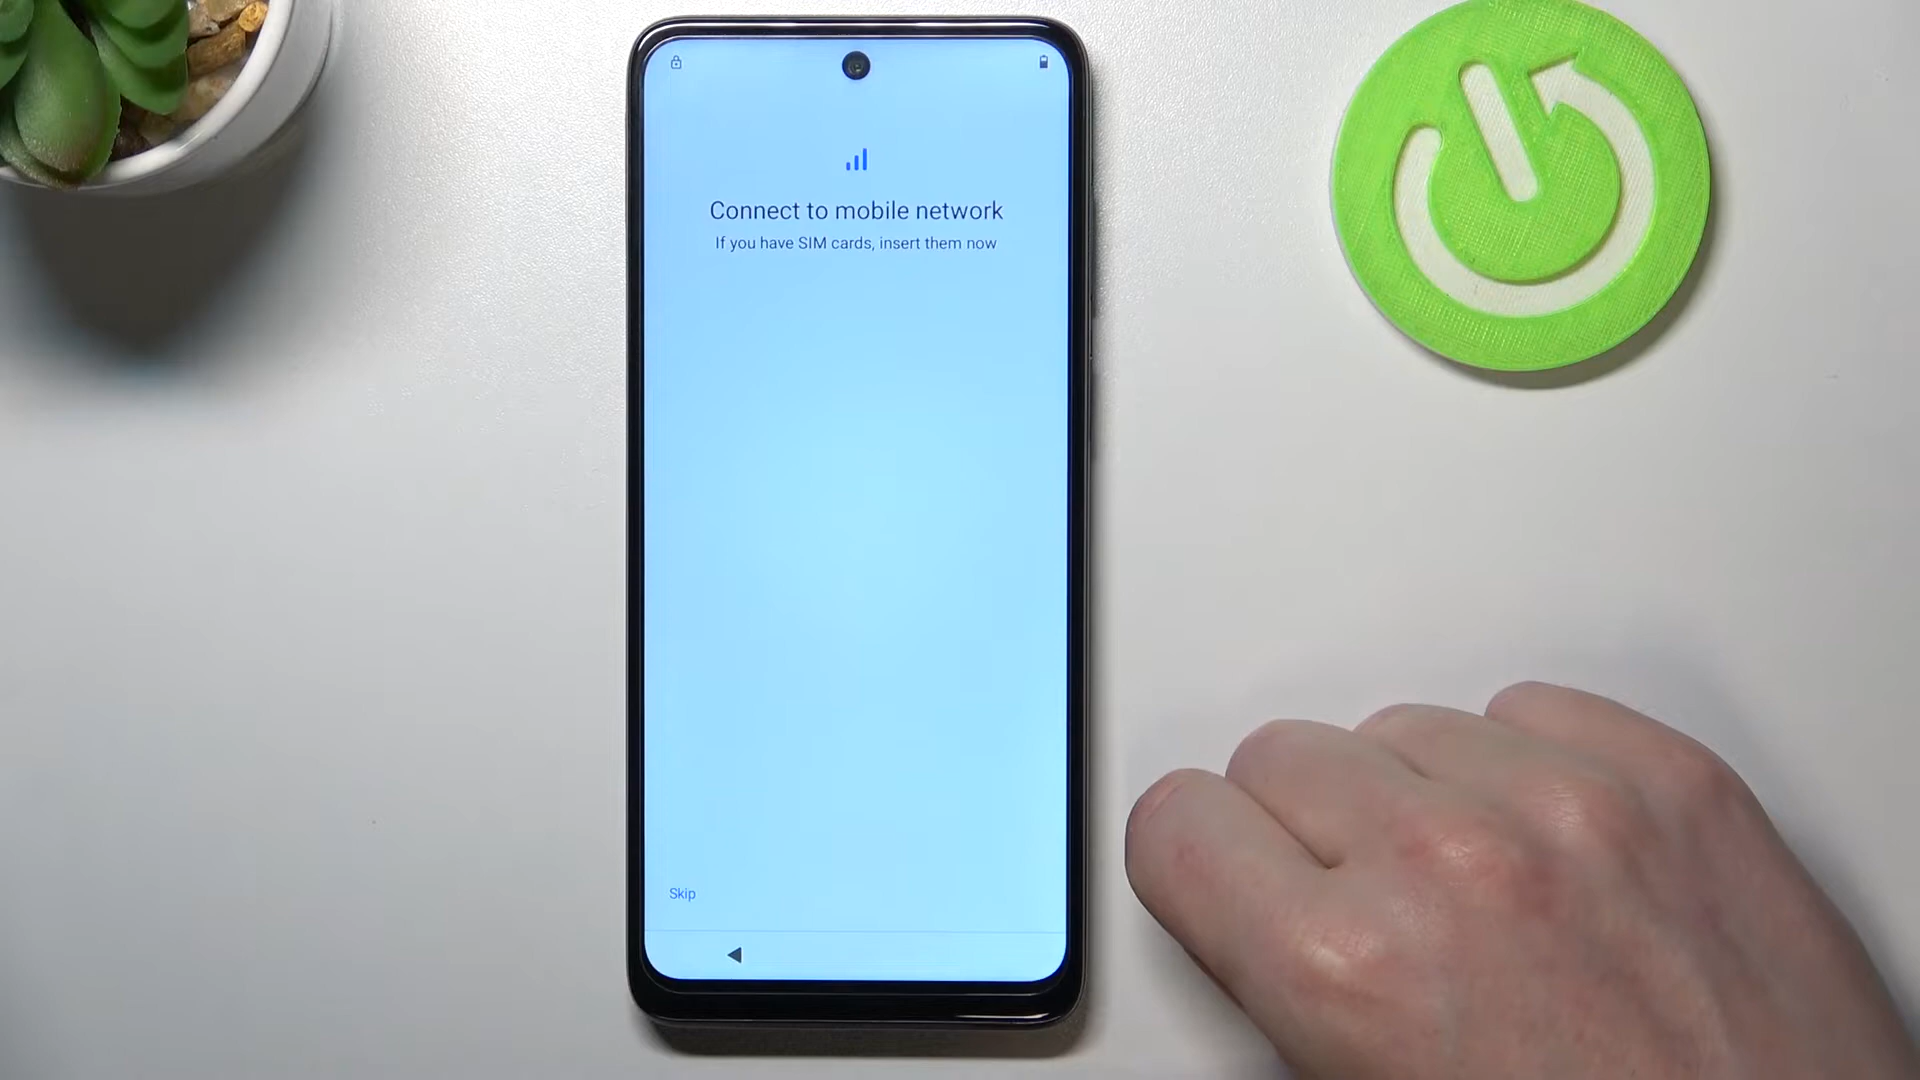 Connect to mobile network
If you have SIM cards, insert them now
Skip